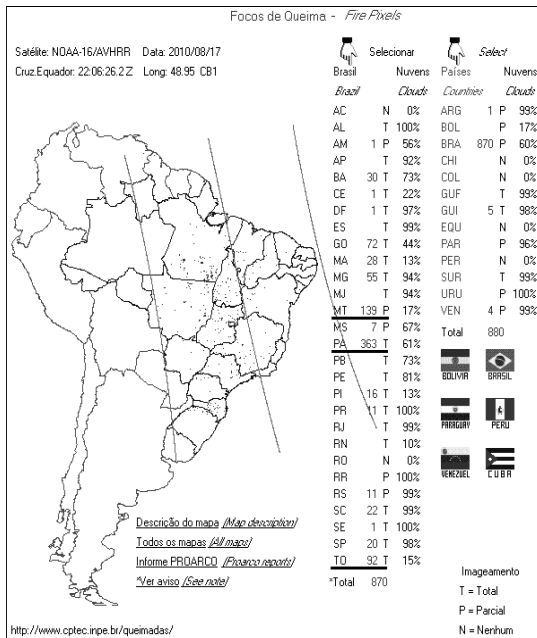 Focos de Queima - Fire Pixels
Satélite: NOAA-16/AVHRR Data: 2010/08/17
Cruz.Equador: 22:06:26.2 Z Long: 48.95 CB1
Selecionar Select
Brasil Nuvens Países Nuvens
Brazil Clouds Countries Clouds
AC N 0% ARG 1 P 99%
AL T 100% BOL P 17%
AM 1 P 56% BRA 870 P 60%
AP T 92% CHI N 0%
BA 30 T 73% COL N 0%
CE 1 T 22% GUF T 99%
DF 1 T 97% GUI 5 T 98%
ES T 99% EQU N 0%
GO 72 T 44% PAR P 96%
MA 28 T 13% PER N 0%
MG 55 T 94% SUR T 99%
MJ T 94% URU P 100%
MT 139 P 17% VEN 4 P 99%
MS 7 P 67% Total 880
PA 363 T 61%
PB T 73%
PE T 81%
PI 16 T 13%
PR 11 T 100%
RJ T 99%
RN T 10%
RO N 0%
RR P 100%
RS 11 P 99%
SC 22 T 99%
SE 1 T 100%
SP 20 T 98%
TO 92 T 15%
*Total 870
BOLIVIA BRASIL
PARAGUAY PERU
VENEZUEL CUBA
Descrição do mapa (Map description)
Todos os mapas (All maps)
Informe PROARCO (Proarco reports)
*Ver aviso (See note)
Imageamento
T = Total
P = Parcial
N = Nenhum
http://www.cptec.inpe.br/queimadas/